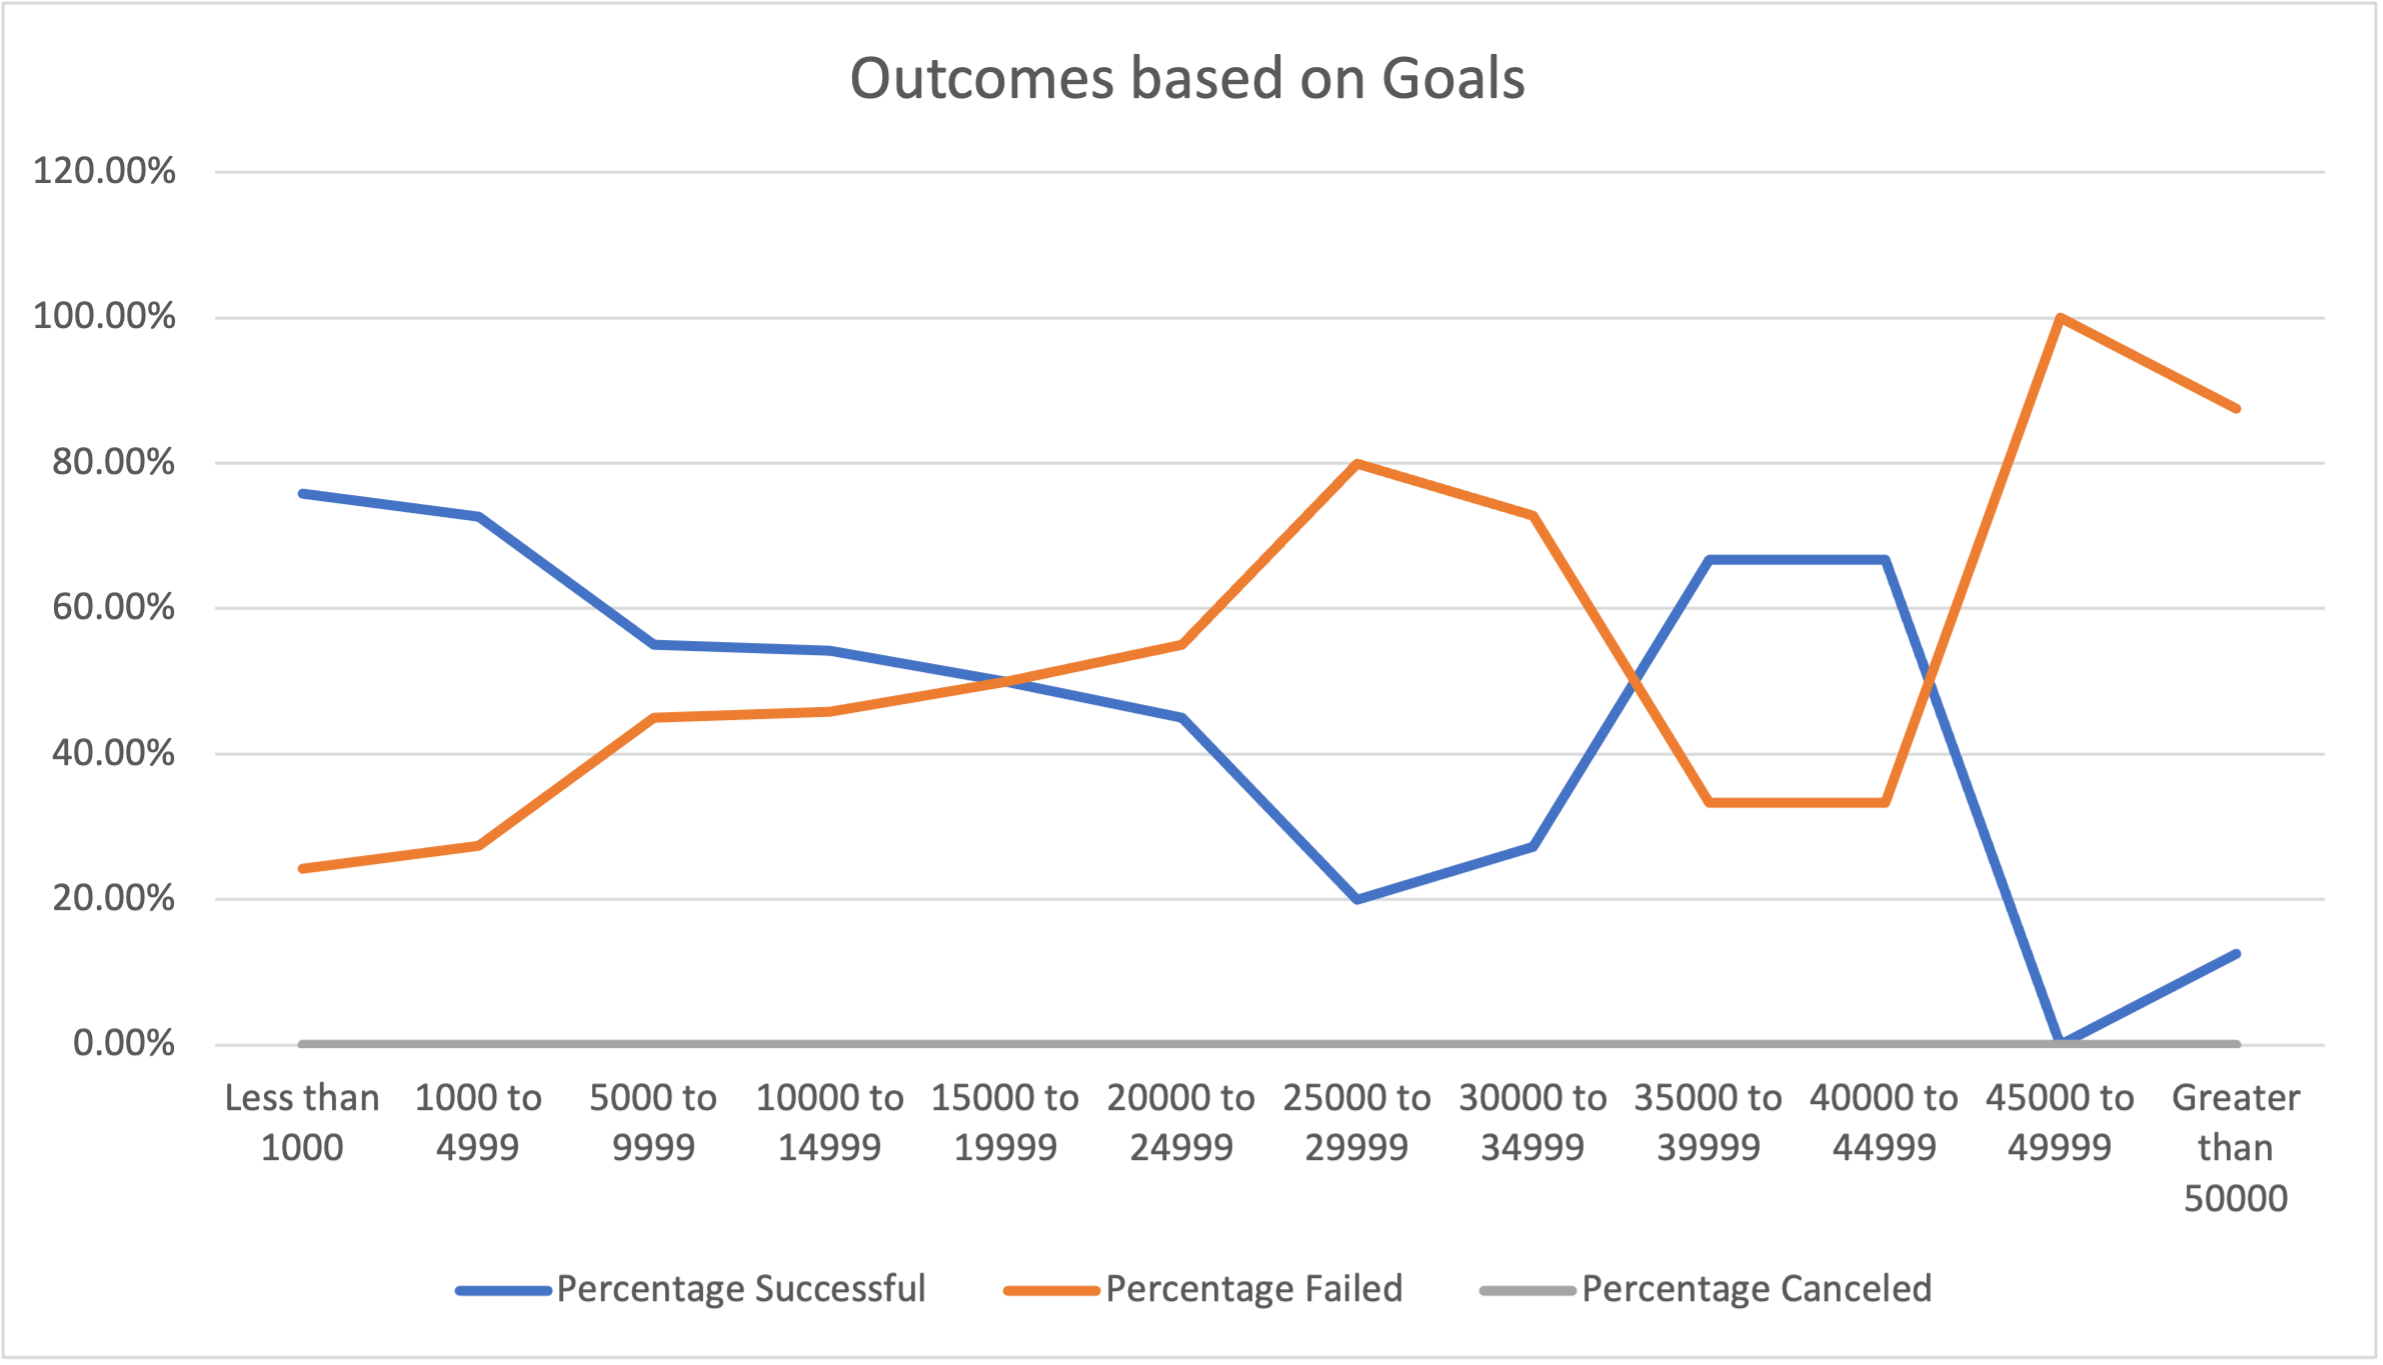 Outcomes based on Goals
120.00%
100.00%
80.00%
60.00%
40.00%
20.00%
0.00%
Less than 1000 to 5000 to 10000 to 15000 to 20000 to 25000 to 30000 to 35000 to 40000 to 45000 to Greater
1000 4999 9999 14999 19999 24999 29999 34999 39999 44999 49999 than
50000
Percentage Successful Percentage Failed Percentage Canceled